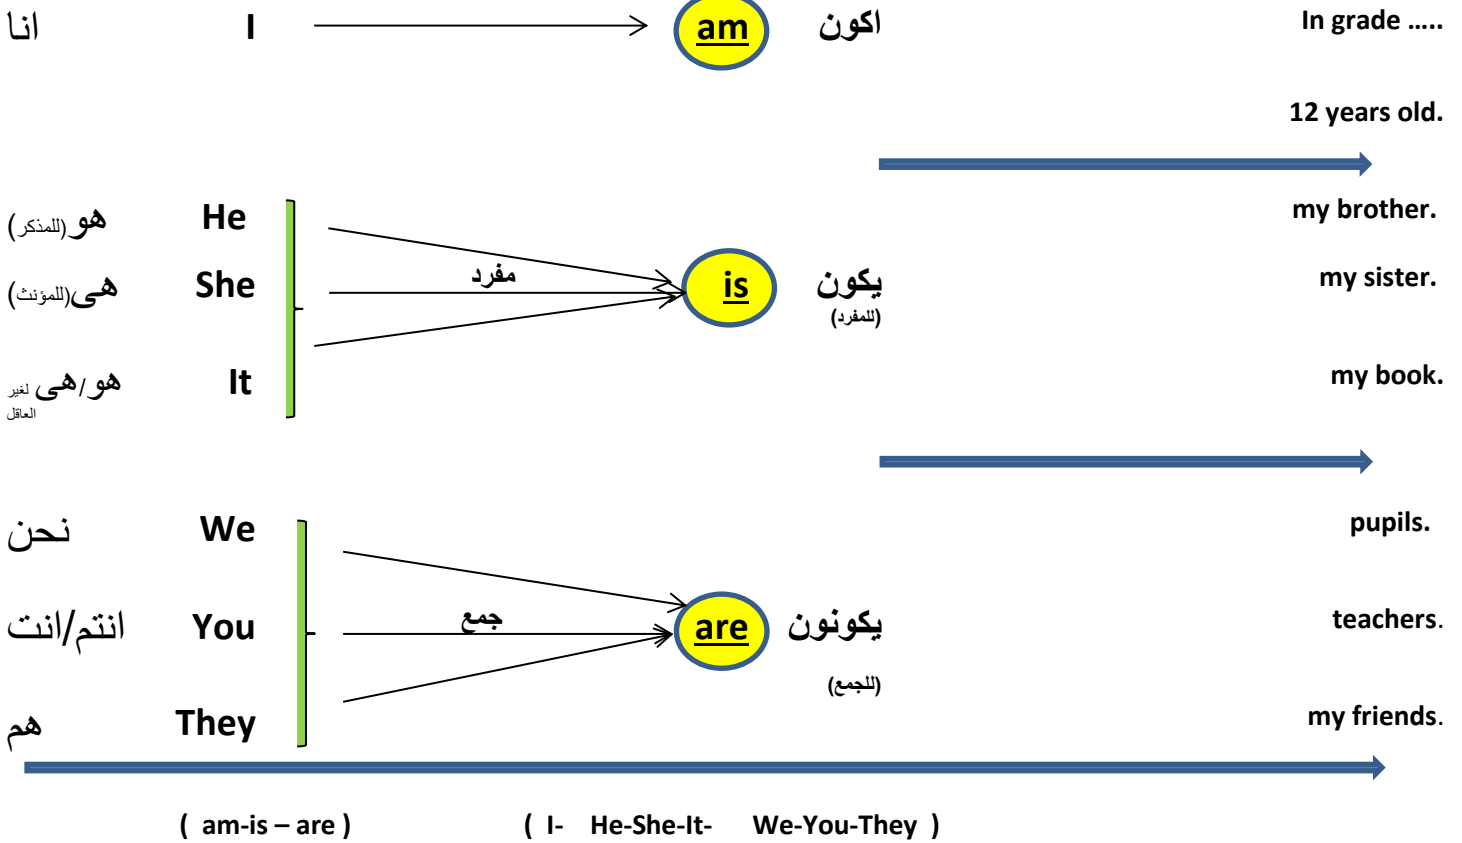 انا I am اكون In grade …..
12 years old.
هو (للمذكر) He my brother.
هى (للمؤنث) She مفرد is يكون my sister.
(للمفرد)
هو/هى لغير It my book.
العاقل
نحن We pupils.
انتم/انت You جمع are يكونون teachers.
(للجمع)
هم They my friends.
( am-is – are ) ( I- He-She-It- We-You-They )